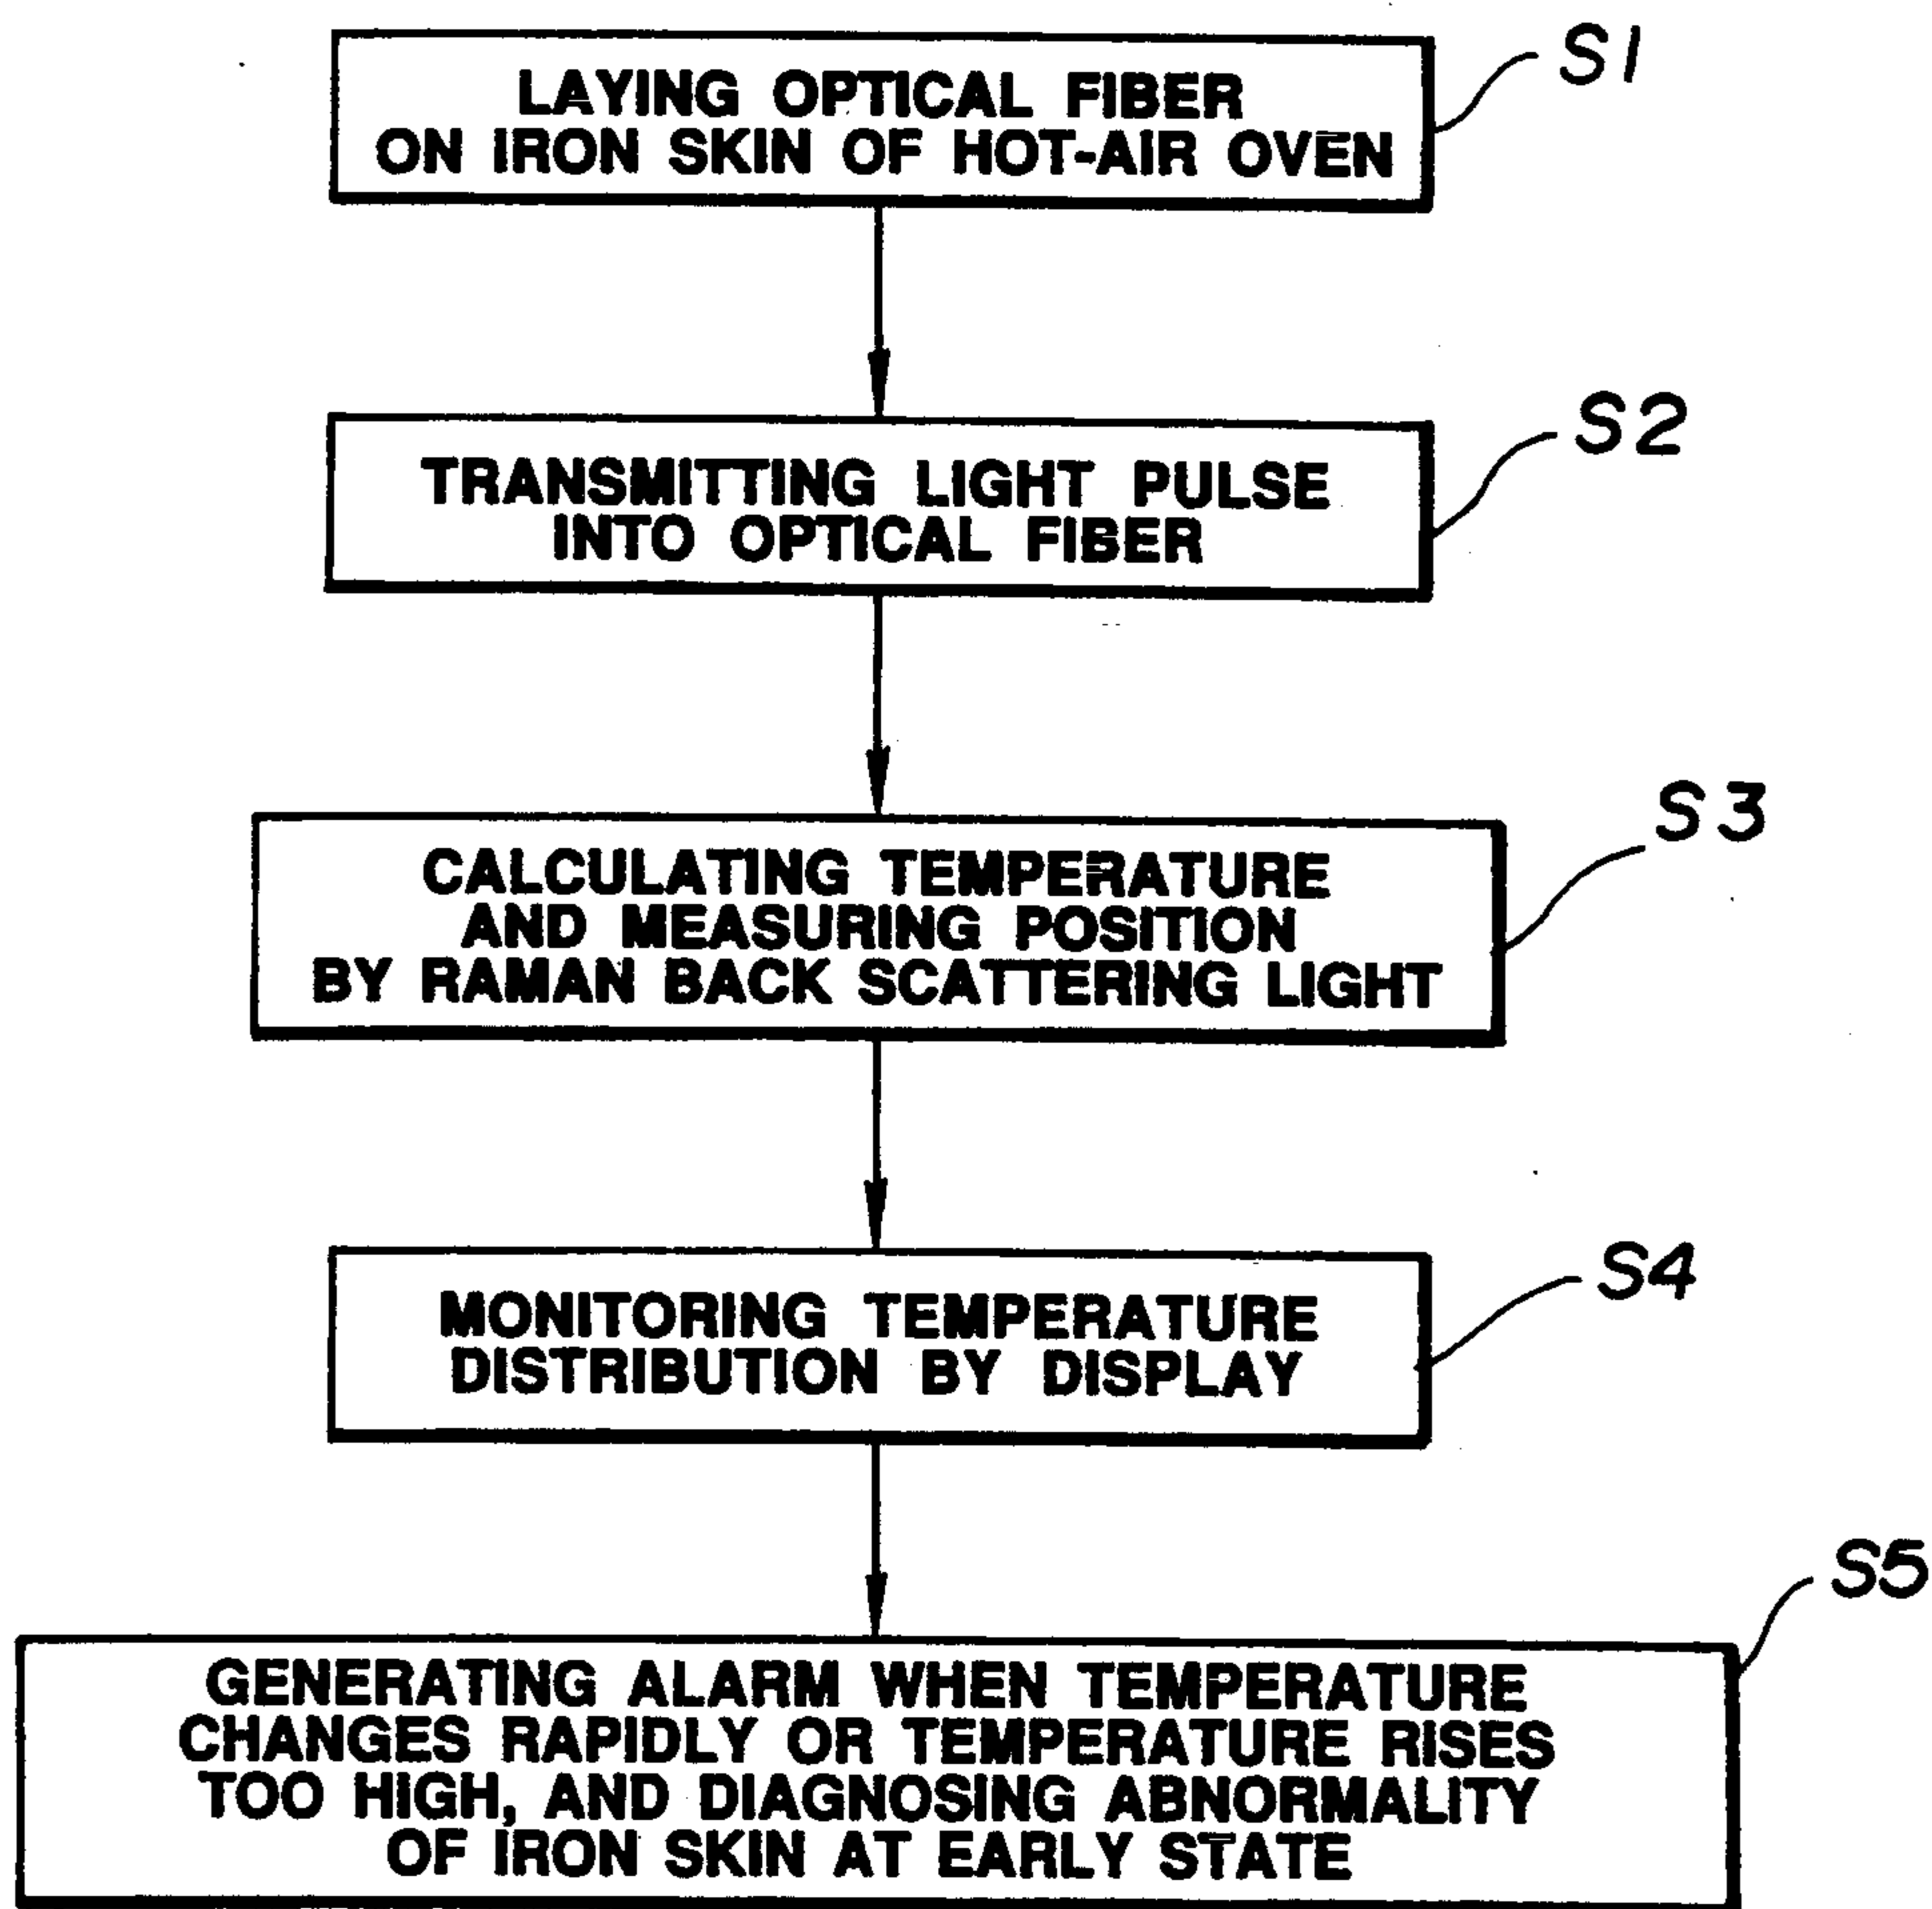 S1
LAYING OPTICAL FIBER
ON IRON SKIN OF HOT-AIR OVEN
S2
TRANSMITTING LIGHT PULSE
INTO OPTICAL FIBER
S3
CALCULATING TEMPERATURE
AND MEASURING POSITION
BY RAMAN BACK SCATTERING LIGHT
S4
MONITORING TEMPERATURE
DISTRIBUTION BY DISPLAY
S5
GENERATING ALARM WHEN TEMPERATURE
CHANGES RAPIDLY OR TEMPERATURE RISES
TOO HIGH, AND DIAGNOSING ABNORMALITY
OF IRON SKIN AT EARLY STATE